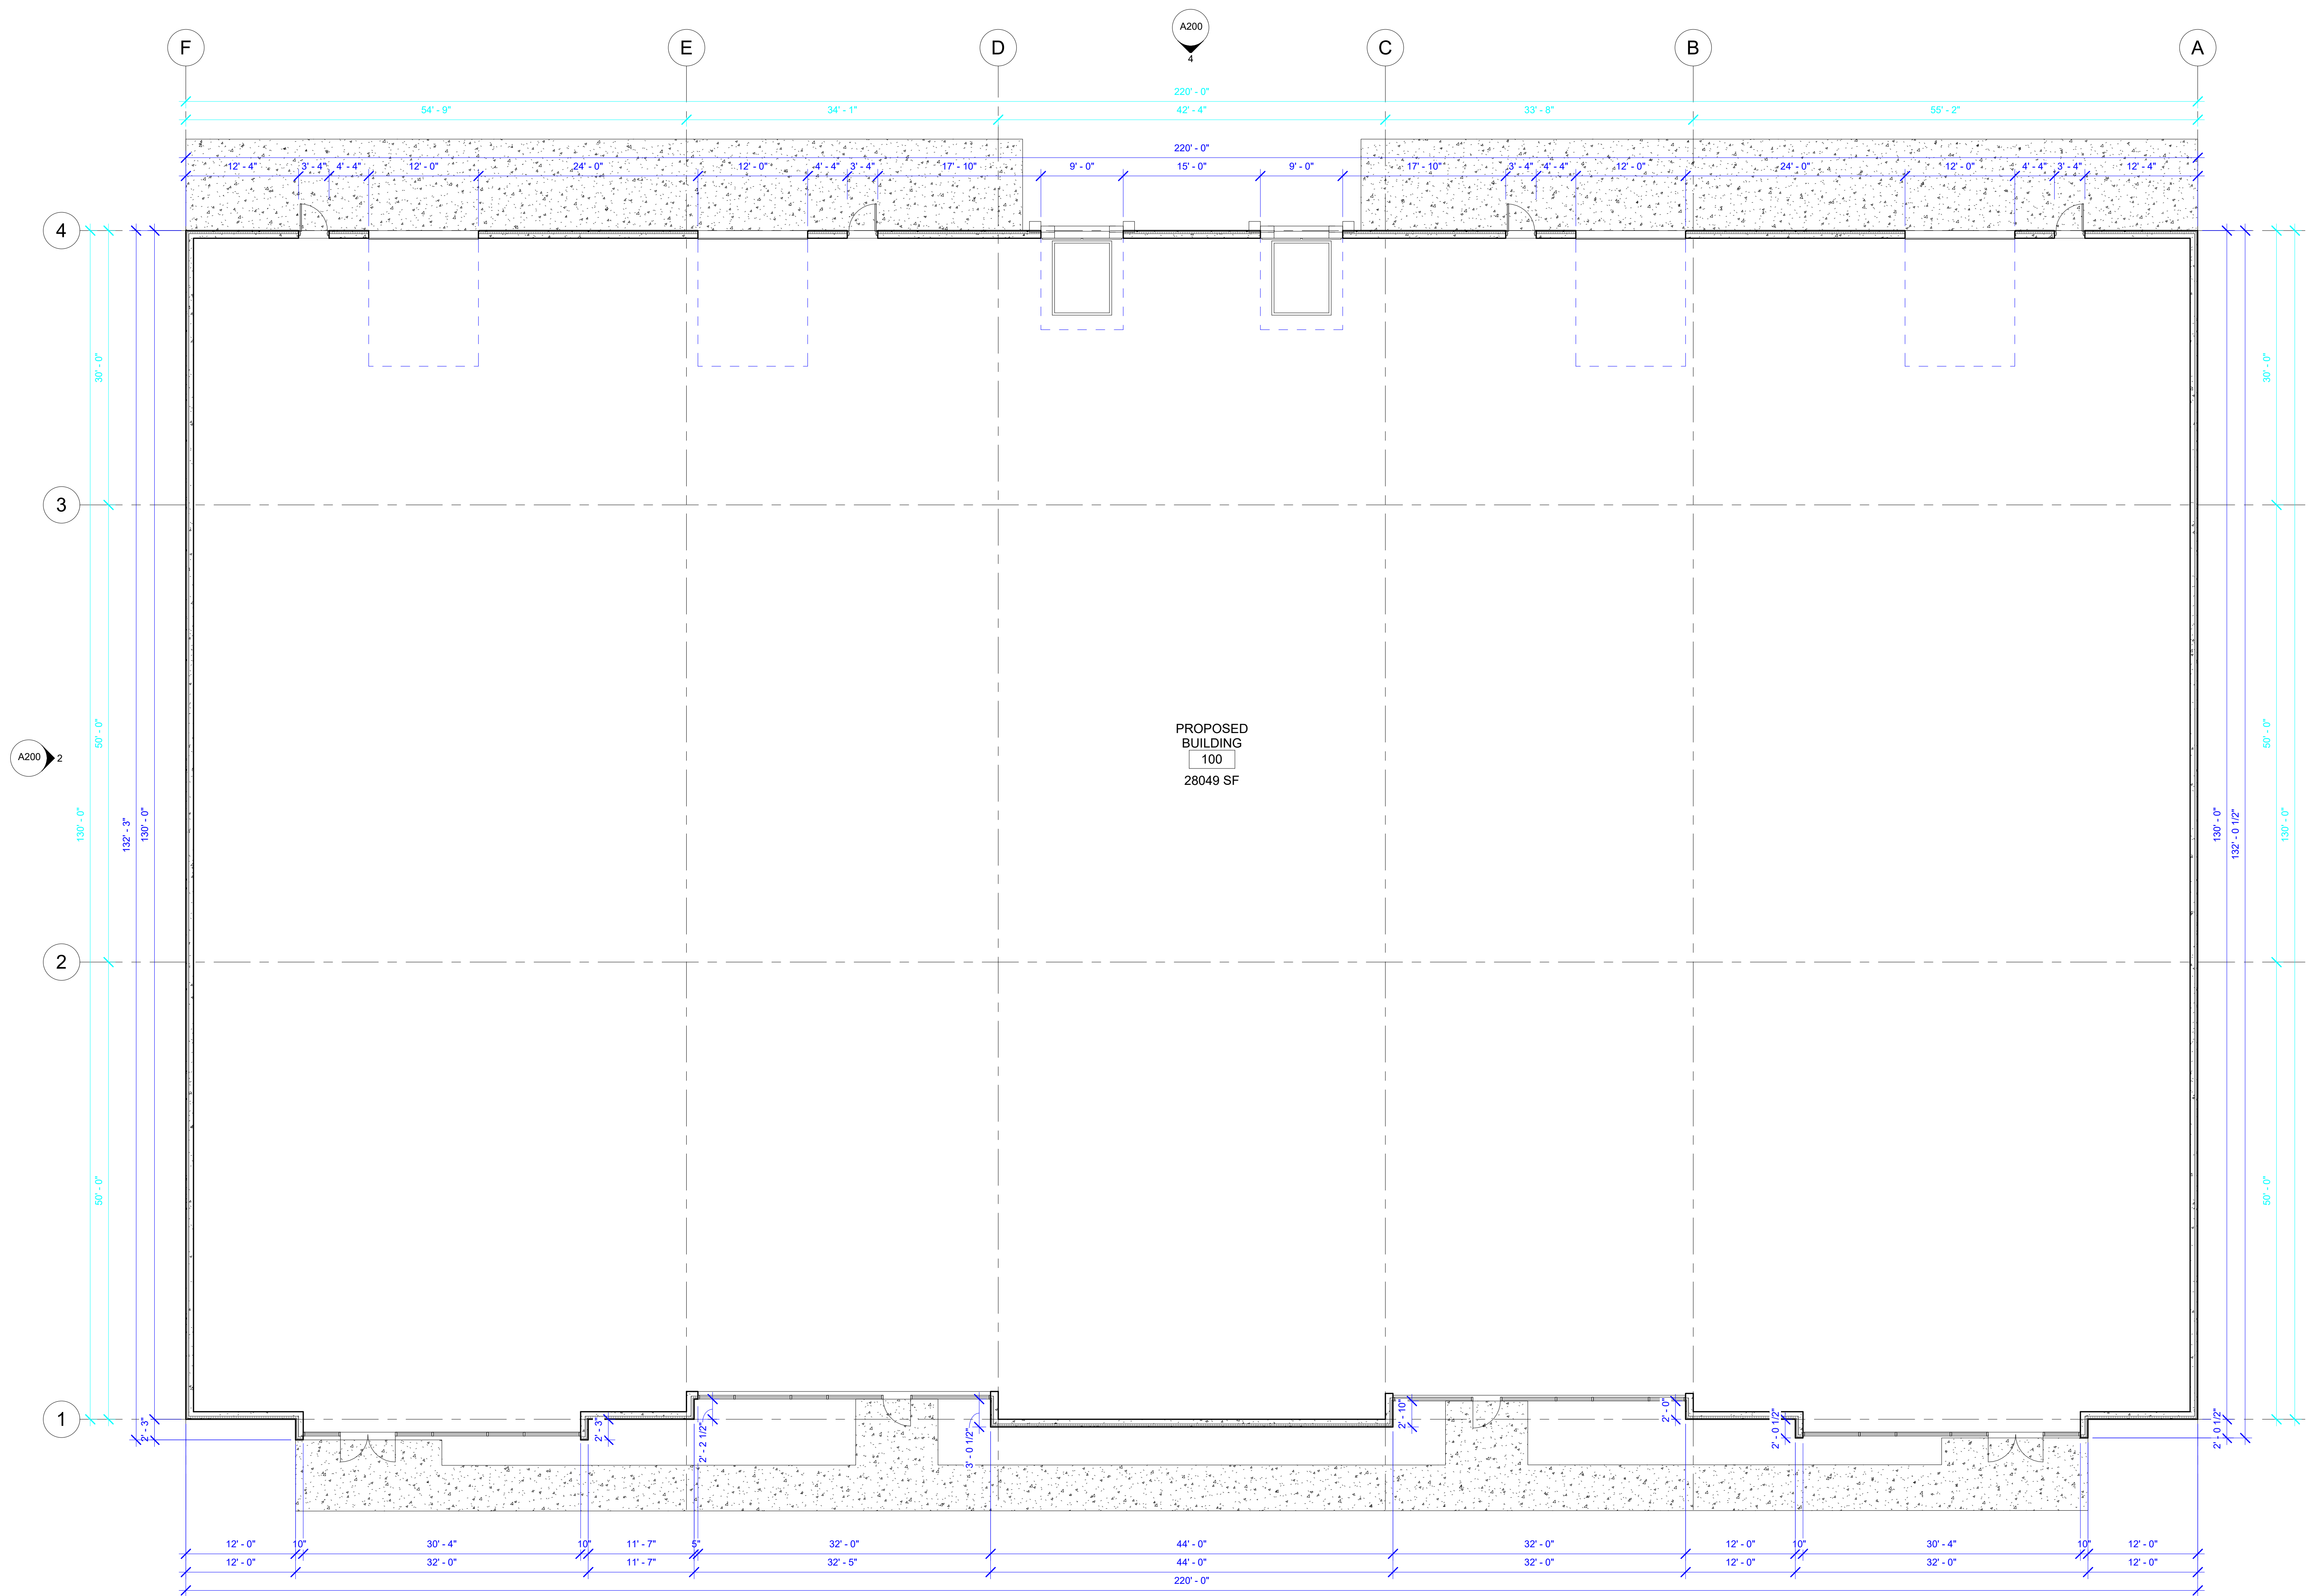 A200
4
F E D C B A
220' - 0"
54' - 9" 34' - 1" 42' - 4" 33' - 8" 55' - 2"
220' - 0"
12' - 4" 3' - 4" 4' - 4" 12' - 0" 24' - 0" 12' - 0" 4' - 4" 3' - 4" 17' - 10" 9' - 0" 15' - 0" 9' - 0" 17' - 10" 3' - 4" 4' - 4" 12' - 0" 24' - 0" 12' - 0" 4' - 4" 3' - 4" 12' - 4"
4
30' - 0" 30' - 0"
3
50' - 0" 50' - 0"
PROPOSED
BUILDING
100
28049 SF
A200 2
130' - 0" 132' - 3" 130' - 0" 130' - 0" 132' - 0 1/2" 130' - 0"
2
50' - 0" 50' - 0"
1
2' - 3" 2' - 3" 2' - 2 1/2" 3' - 0 1/2" 2' - 10" 2' - 0" 2' - 0 1/2" 2' - 0 1/2"
12' - 0" 10" 30' - 4" 10" 11' - 7" 5" 32' - 0" 44' - 0" 32' - 0" 12' - 0" 10" 30' - 4" 10" 12' - 0"
12' - 0" 32' - 0" 11' - 7" 32' - 5" 44' - 0" 32' - 0" 12' - 0" 32' - 0" 12' - 0"
220' - 0"